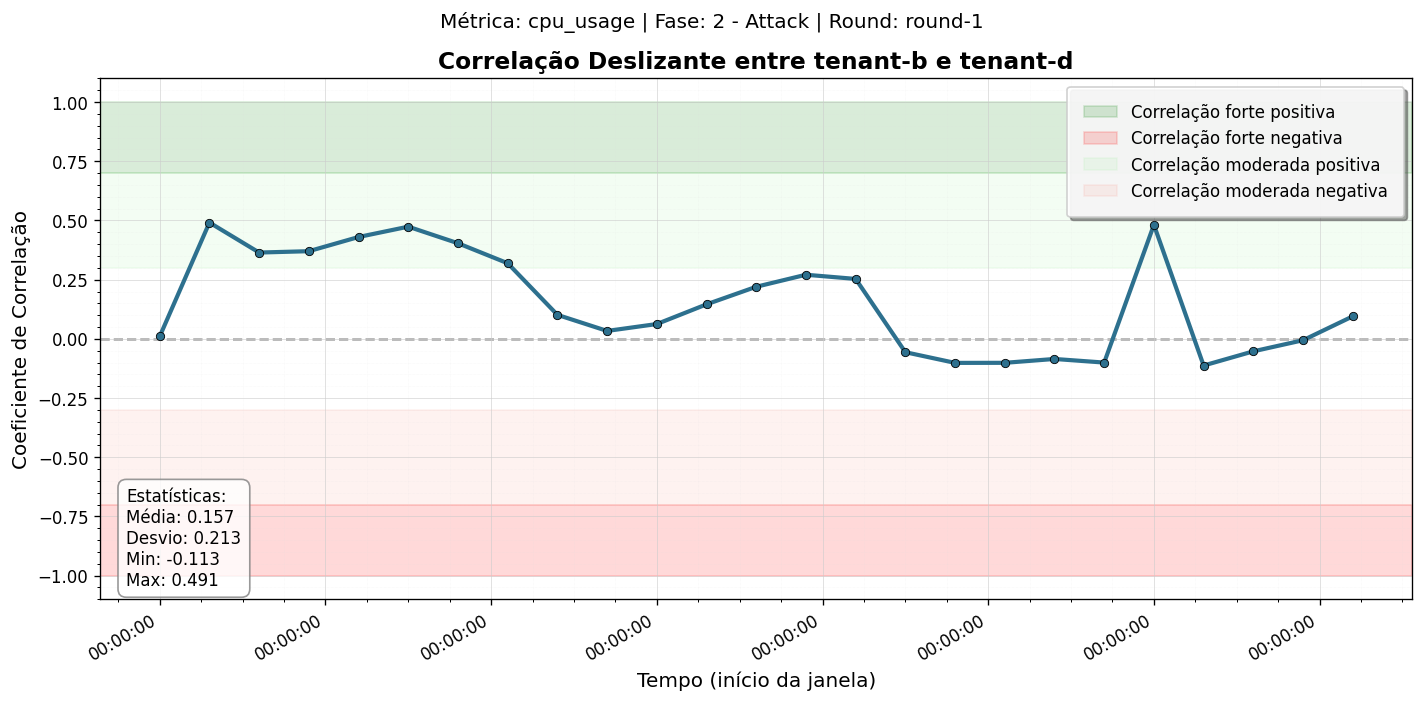 Métrica: cpu_usage | Fase: 2 - Attack | Round: round-1
Correlação Deslizante entre tenant-b e tenant-d
Correlação forte positiva
Correlação forte negativa
Correlação moderada positiva
Correlação moderada negativa
Coeficiente de Correlação
1.00
0.75
0.50
0.25
0.00
−0.25
−0.50
−0.75
−1.00
Estatísticas:
Média: 0.157
Desvio: 0.213
Min: -0.113
Max: 0.491
00:00:00
00:00:00
00:00:00
00:00:00
00:00:00
00:00:00
00:00:00
00:00:00
Tempo (início da janela)